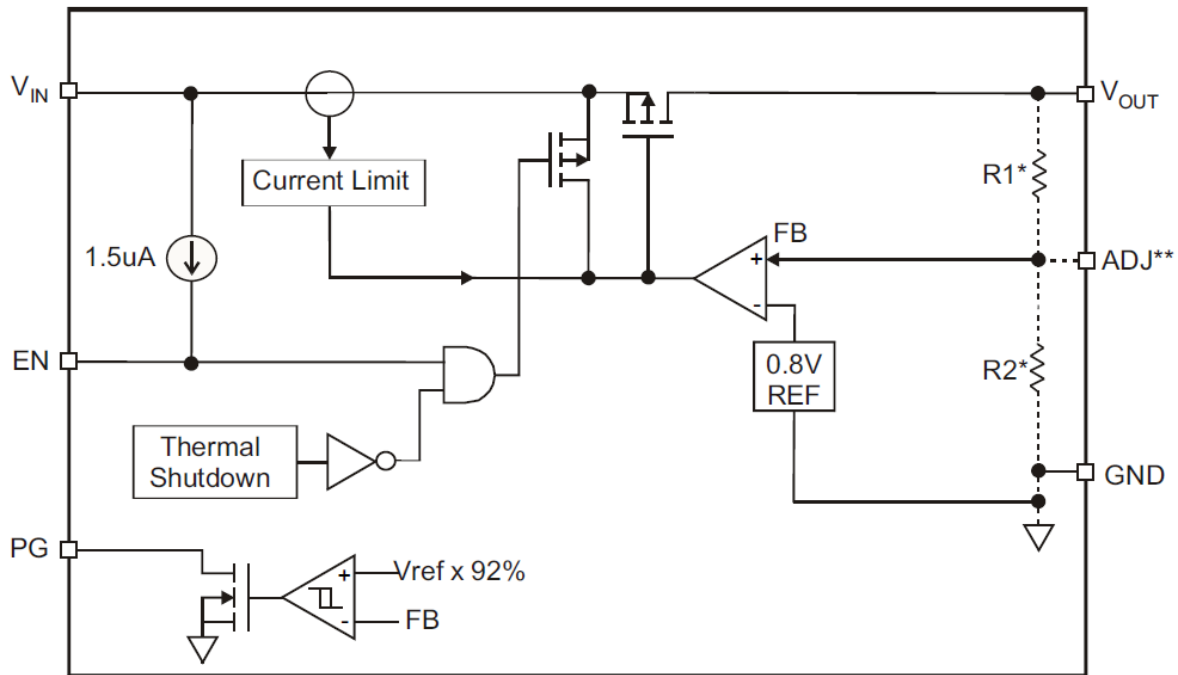 VIN
VOUT
Current Limit
R1*
1.5uA
FB
+
-
ADJ**
EN
0.8V
REF
R2*
Thermal
Shutdown
GND
PG
+
-
Vref x 92%
FB